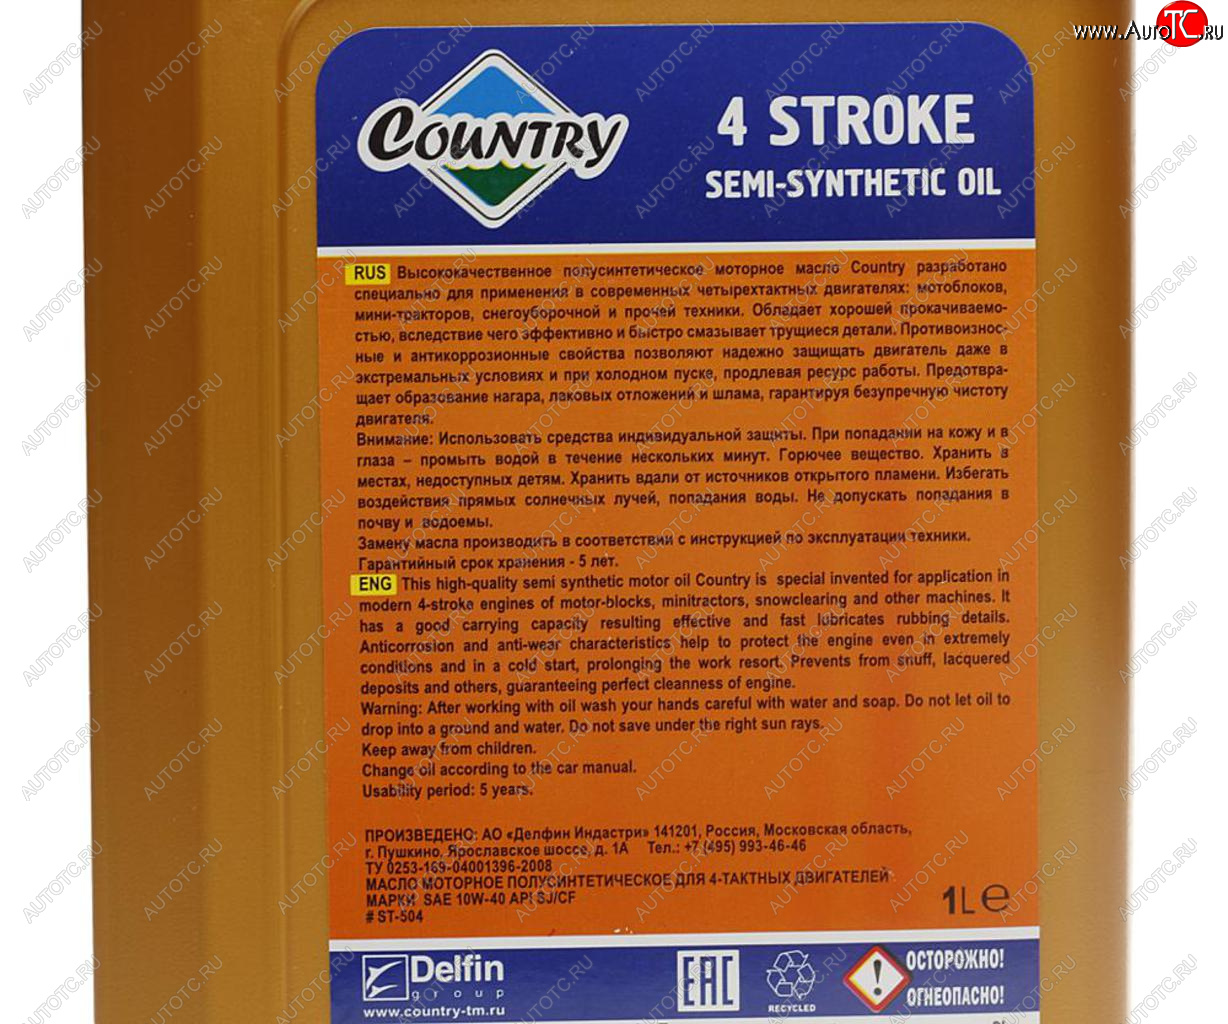 www.AutoTC.ru
COUNTRY
4 STROKE
SEMI-SYNTHETIC OIL
RUS Высококачественное полусинтетическое моторное масло Country разработано
специально для применения в современных четырехтактных двигателях: мотоблоков,
мини-тракторов, снегоуборочной и прочей техники. Обладает хорошей прокачиваемо-
стью, вследствие чего эффективно и быстро смазывает трущиеся детали. Противоизнос-
ные и антикоррозионные свойства позволяют надежно защищать двигатель даже в
экстремальных условиях и при холодном пуске, продлевая ресурс работы. Предотвра-
щает образование нагара, лаковых отложений и шлама, гарантируя безупречную чистоту
двигателя.
Внимание: Использовать средства индивидуальной защиты. При попадании на кожу и в
глаза – промыть водой в течение нескольких минут. Горючее вещество. Хранить в
местах, недоступных детям. Хранить вдали от источников открытого пламени. Избегать
воздействия прямых солнечных лучей, попадания воды. Не допускать попадания в
почву и водоемы.
Замену масла производить в соответствии с инструкцией по эксплуатации техники.
Гарантийный срок хранения - 5 лет.
ENG This high-quality semi synthetic motor oil Country is special invented for application in
modern 4-stroke engines of motor-blocks, minitractors, snowclearing and other machines. It
has a good carrying capacity resulting effective and fast lubricates rubbing details.
Anticorrosion and anti-wear characteristics help to protect the engine even in extremely
conditions and in a cold start, prolonging the work resort. Prevents from snuff, lacquered
deposits and others, guaranteeing perfect cleanness of engine.
Warning: After working with oil wash your hands careful with water and soap. Do not let oil to
drop into a ground and water. Do not save under the right sun rays.
Keep away from children.
Change oil according to the car manual.
Usability period: 5 years.
ПРОИЗВЕДЕНО: АО «Делфин Индастри» 141201, Россия, Московская область,
г. Пушкино, Ярославское шоссе, д. 1А Тел.: +7 (495) 993-46-46
ТУ 0253-169-04001396-2008
МАСЛО МОТОРНОЕ ПОЛУСИНТЕТИЧЕСКОЕ ДЛЯ 4-ТАКТНЫХ ДВИГАТЕЛЕЙ
МАРКИ SAE 10W-40 API SJ/CF
# ST-504
1L e
Delfin
group
www.country-tm.ru
EAC
RECYCLED
ОСТОРОЖНО!
ОГНЕОПАСНО!